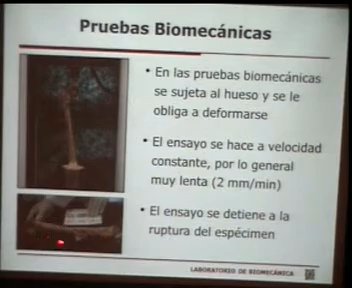 Pruebas Biomecánicas
• En las pruebas biomecánicas
se sujeta al hueso y se le
obliga a deformarse
• El ensayo se hace a velocidad
constante, por lo general
muy lenta (2 mm/min)
• El ensayo se detiene a la
ruptura del espécimen
LABORATORIO DE BIOMECÁNICA